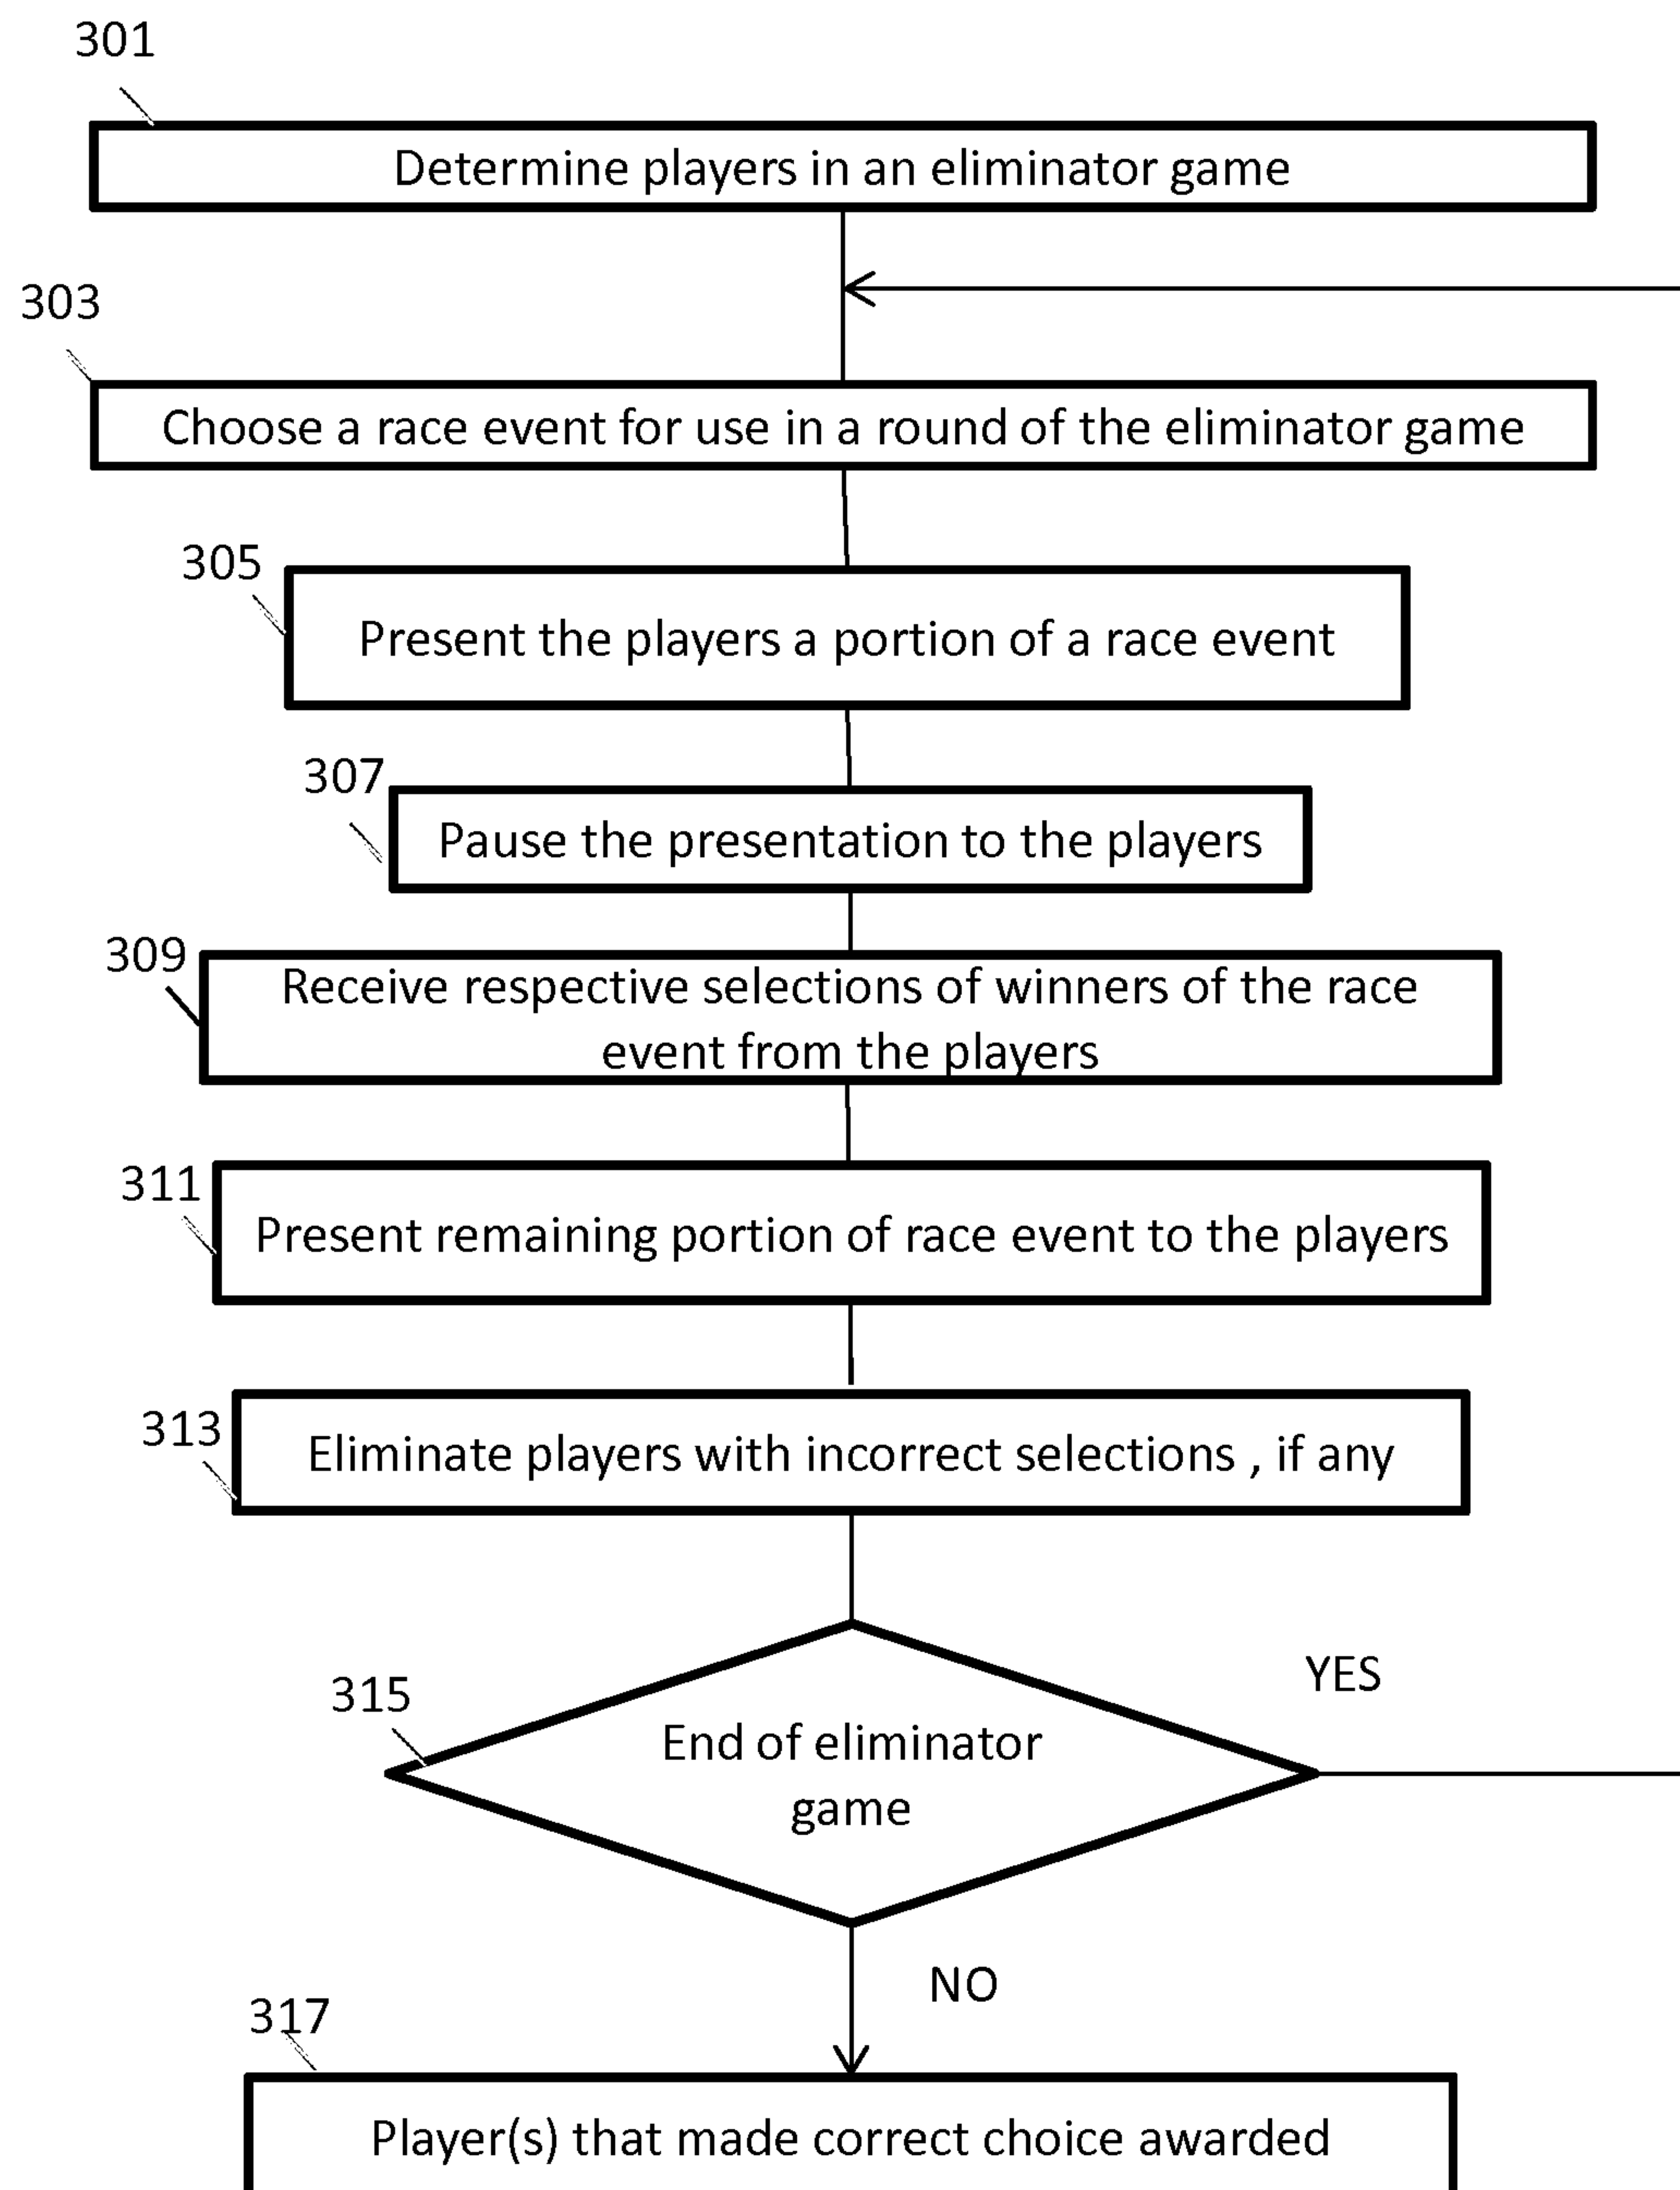 301
Determine players in an eliminator game
303
Choose a race event for use in a round of the eliminator game
305
Present the players a portion of a race event
307
Pause the presentation to the players
309
Receive respective selections of winners of the race
event from the players
311
Present remaining portion of race event to the players
313
Eliminate players with incorrect selections , if any
YES
315
End of eliminator
game
NO
317
Player(s) that made correct choice awarded